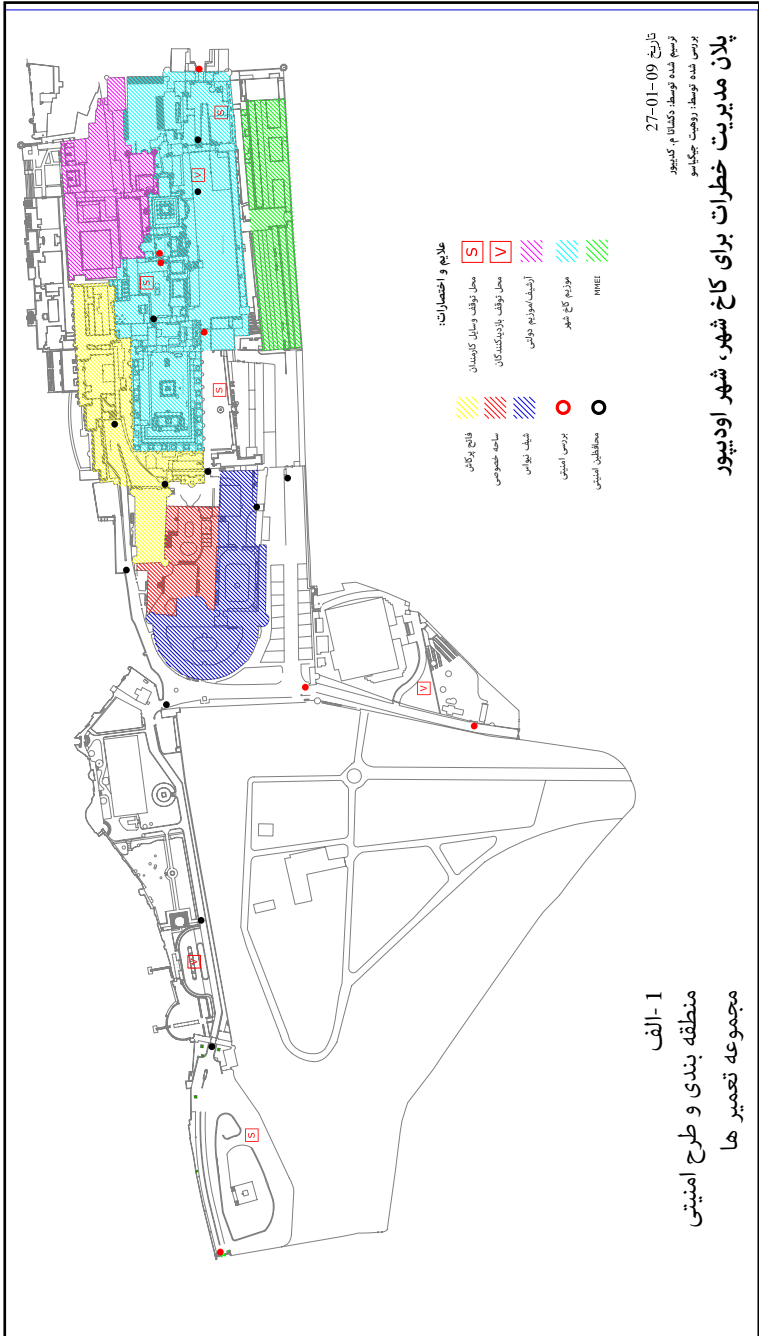 پلان مدیریت خطرات برای کاخ شهر، شهر اودیپور
بررسی شده توسط: روهیت جیگیاسو
ترسیم شده توسط: دکشاتا م. کدیپور
تاریخ 09-01-27
علایم و اختصارات:
S محل توقف وسایل کارمندان
V محل توقف بازدیدکنندگان
آرشیف/موزیم دولتی
موزیم کاخ شهر
MMEI
فاتح پرکاش
ساحه خصوصی
شیف نیواس
بررسی امنیتی
محافظین امنیتی
S
V
S
S
V
V
S
1-الف
منطقه بندی و طرح امنیتی
مجموعه تعمیر ها